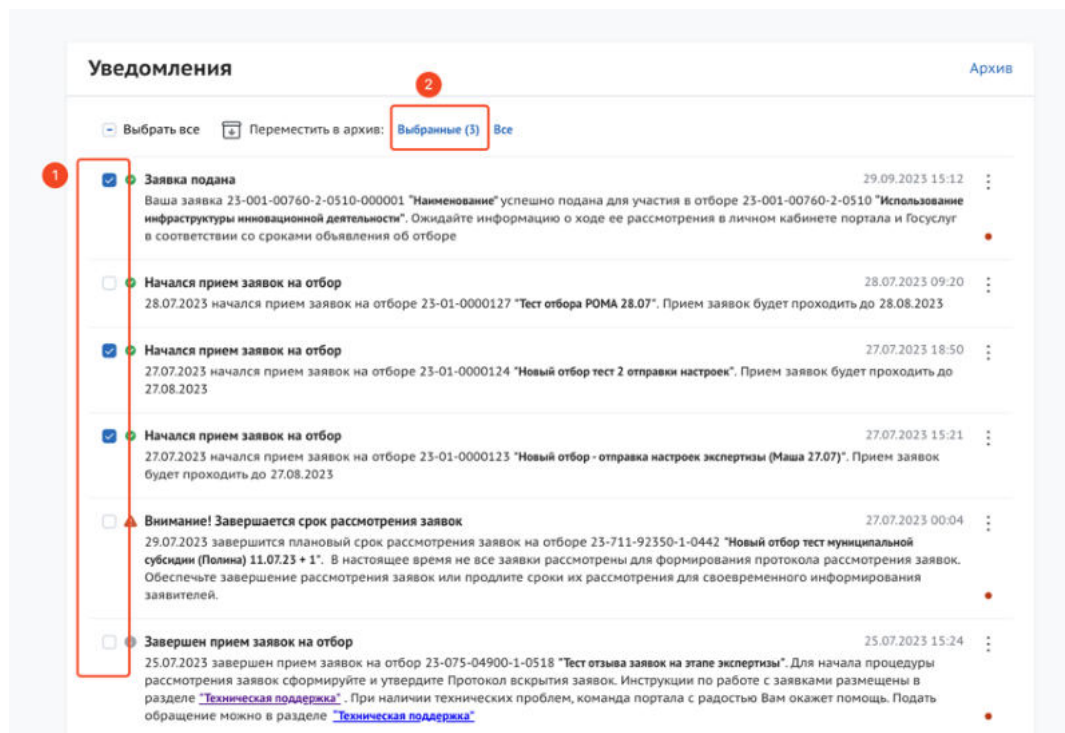 Уведомления
Архив
2
Выбрать все Переместить в архив: Выбранные (3) Все
1
Заявка подана 29.09.2023 15:12
Ваша заявка 23-001-00760-2-0510-000001 "Наименование" успешно подана для участия в отборе 23-001-00760-2-0510 "Использование
инфраструктуры инновационной деятельности". Ожидайте информацию о ходе ее рассмотрения в личном кабинете портала и Госуслуг
в соответствии со сроками объявления об отборе
Начался прием заявок на отбор 28.07.2023 09:20
28.07.2023 начался прием заявок на отборе 23-01-0000127 "Тест отбора РОМА 28.07". Прием заявок будет проходить до 28.08.2023
Начался прием заявок на отбор 27.07.2023 18:50
27.07.2023 начался прием заявок на отборе 23-01-0000124 "Новый отбор тест 2 отправки настроек". Прием заявок будет проходить до
27.08.2023
Начался прием заявок на отбор 27.07.2023 15:21
27.07.2023 начался прием заявок на отборе 23-01-0000123 "Новый отбор - отправка настроек экспертизы (Маша 27.07)". Прием заявок
будет проходить до 27.08.2023
Внимание! Завершается срок рассмотрения заявок 27.07.2023 00:04
29.07.2023 завершится плановый срок рассмотрения заявок на отборе 23-711-92350-1-0442 "Новый отбор тест муниципальной
субсидии (Полина) 11.07.23 + 1". В настоящее время не все заявки рассмотрены для формирования протокола рассмотрения заявок.
Обеспечьте завершение рассмотрения заявок или продлите сроки их рассмотрения для своевременного информирования
заявителей.
Завершен прием заявок на отбор 25.07.2023 15:24
25.07.2023 завершен прием заявок на отбор 23-075-04900-1-0518 "Тест отзыва заявок на этапе экспертизы". Для начала процедуры
рассмотрения заявок сформируйте и утвердите Протокол вскрытия заявок. Инструкции по работе с заявками размещены в
разделе "Техническая поддержка" . При наличии технических проблем, команда портала с радостью Вам окажет помощь. Подать
обращение можно в разделе "Техническая поддержка"